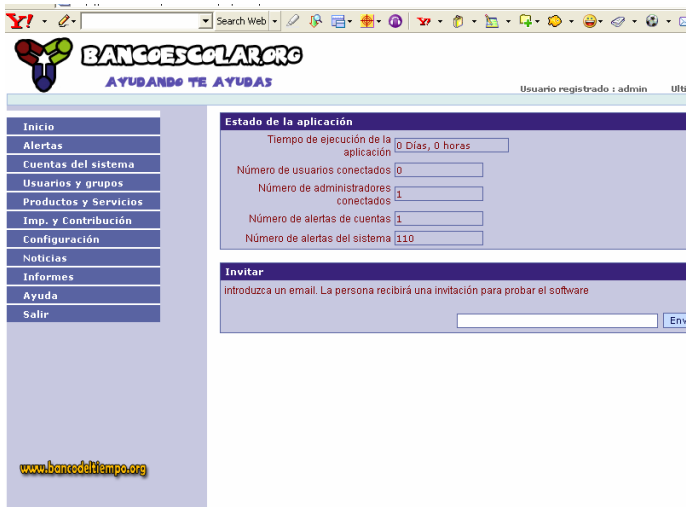 Search Web
BANCOESCOLAR.ORG
AYUDANDO TE AYUDAS
Usuario registrado : admin
Inicio
Alertas
Cuentas del sistema
Usuarios y grupos
Productos y Servicios
Imp. y Contribución
Configuración
Noticias
Informes
Ayuda
Salir
www.bancodeltiempo.org
Estado de la aplicación
Tiempo de ejecución de la
aplicación 0 Días, 0 horas
Número de usuarios conectados 0
Número de administradores
conectados 1
Número de alertas de cuentas 1
Número de alertas del sistema 110
Invitar
introduzca un email. La persona recibirá una invitación para probar el software